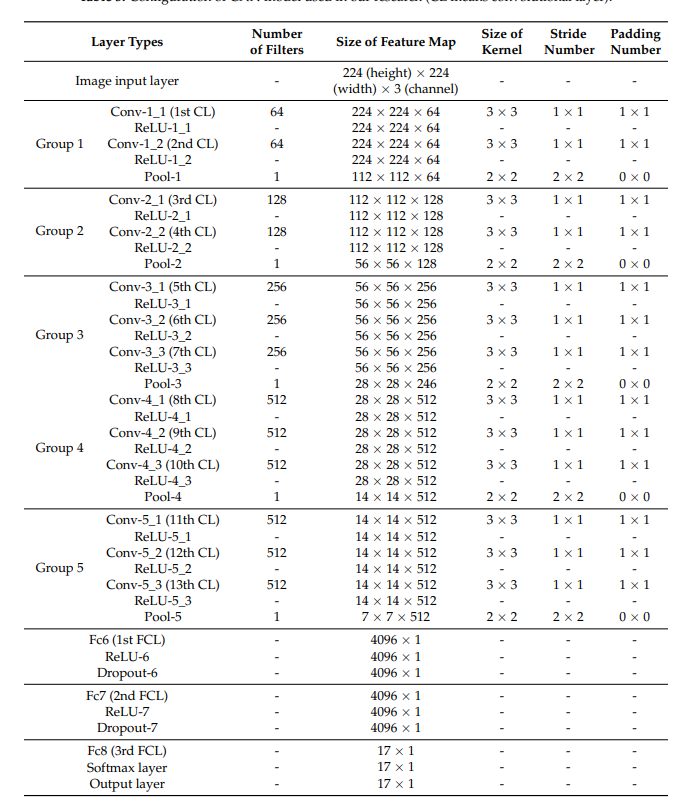 Configuration of CNN model used in our research (CL means convolutional layer).
Layer Types Number of Filters Size of Feature Map Size of Kernel Stride Number Padding Number
Image input layer - 224 (height) × 224 (width) × 3 (channel) - - -
Conv-1_1 (1st CL) 64 224 × 224 × 64 3 × 3 1 × 1 1 × 1
ReLU-1_1 - 224 × 224 × 64 - - -
Group 1 Conv-1_2 (2nd CL) 64 224 × 224 × 64 3 × 3 1 × 1 1 × 1
ReLU-1_2 - 224 × 224 × 64 - - -
Pool-1 1 112 × 112 × 64 2 × 2 2 × 2 0 × 0
Conv-2_1 (3rd CL) 128 112 × 112 × 128 3 × 3 1 × 1 1 × 1
ReLU-2_1 - 112 × 112 × 128 - - -
Group 2 Conv-2_2 (4th CL) 128 112 × 112 × 128 3 × 3 1 × 1 1 × 1
ReLU-2_2 - 112 × 112 × 128 - - -
Pool-2 1 56 × 56 × 128 2 × 2 2 × 2 0 × 0
Conv-3_1 (5th CL) 256 56 × 56 × 256 3 × 3 1 × 1 1 × 1
ReLU-3_1 - 56 × 56 × 256 - - -
Conv-3_2 (6th CL) 256 56 × 56 × 256 3 × 3 1 × 1 1 × 1
Group 3 ReLU-3_2 - 56 × 56 × 256 - - -
Conv-3_3 (7th CL) 256 56 × 56 × 256 3 × 3 1 × 1 1 × 1
ReLU-3_3 - 56 × 56 × 256 - - -
Pool-3 1 28 × 28 × 246 2 × 2 2 × 2 0 × 0
Conv-4_1 (8th CL) 512 28 × 28 × 512 3 × 3 1 × 1 1 × 1
ReLU-4_1 - 28 × 28 × 512 - - -
Conv-4_2 (9th CL) 512 28 × 28 × 512 3 × 3 1 × 1 1 × 1
Group 4 ReLU-4_2 - 28 × 28 × 512 - - -
Conv-4_3 (10th CL) 512 28 × 28 × 512 3 × 3 1 × 1 1 × 1
ReLU-4_3 - 28 × 28 × 512 - - -
Pool-4 1 14 × 14 × 512 2 × 2 2 × 2 0 × 0
Conv-5_1 (11th CL) 512 14 × 14 × 512 3 × 3 1 × 1 1 × 1
ReLU-5_1 - 14 × 14 × 512 - - -
Conv-5_2 (12th CL) 512 14 × 14 × 512 3 × 3 1 × 1 1 × 1
Group 5 ReLU-5_2 - 14 × 14 × 512 - - -
Conv-5_3 (13th CL) 512 14 × 14 × 512 3 × 3 1 × 1 1 × 1
ReLU-5_3 - 14 × 14 × 512 - - -
Pool-5 1 7 × 7 × 512 2 × 2 2 × 2 0 × 0
Fc6 (1st FCL) - 4096 × 1 - - -
ReLU-6 - 4096 × 1 - - -
Dropout-6 - 4096 × 1 - - -
Fc7 (2nd FCL) - 4096 × 1 - - -
ReLU-7 - 4096 × 1 - - -
Dropout-7 - 4096 × 1 - - -
Fc8 (3rd FCL) - 17 × 1 - - -
Softmax layer - 17 × 1 - - -
Output layer - 17 × 1 - - -